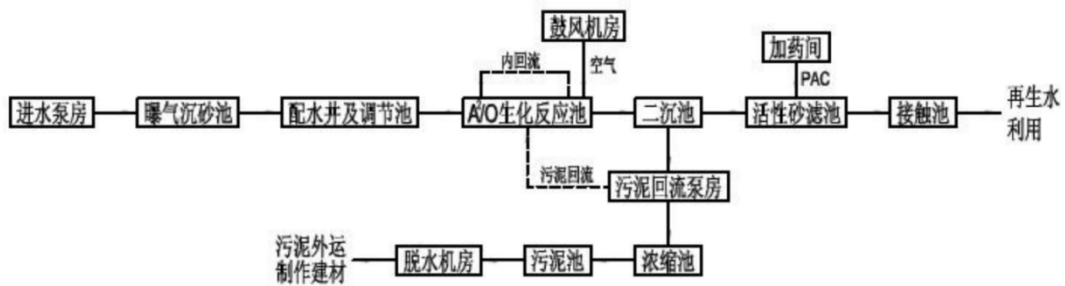 鼓风机房
加药间
内回流
空气
PAC
进水泵房
曝气沉砂池
配水井及调节池
A²/O生化反应池
二沉池
活性砂滤池
接触池
再生水
利用
污泥回流
污泥回流泵房
污泥外运
制作建材
脱水机房
污泥池
浓缩池